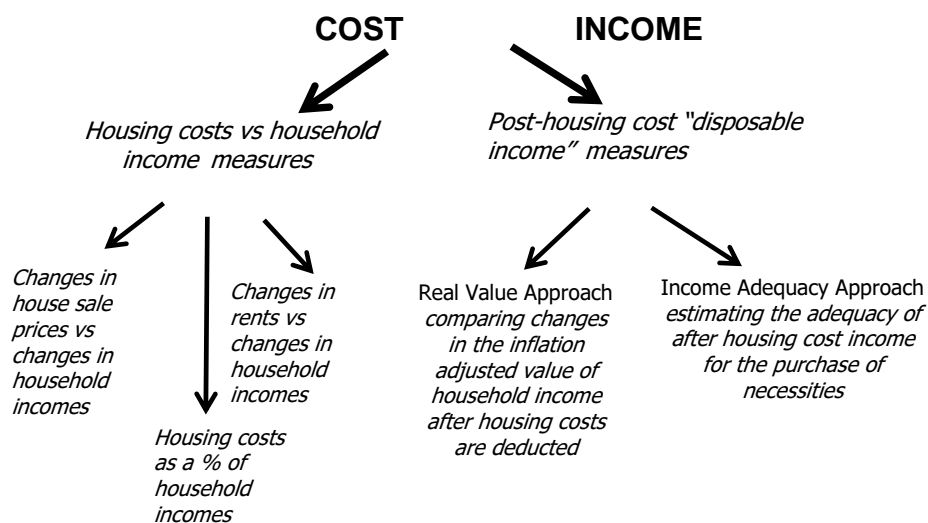 COST
INCOME
Housing costs vs household
income measures
Post-housing cost "disposable
income" measures
Changes in
house sale
prices vs
changes in
household
incomes
Housing costs
as a % of
household
incomes
Changes in
rents vs
changes in
household
incomes
Real Value Approach
comparing changes
in the inflation
adjusted value of
household income
after housing costs
are deducted
Income Adequacy Approach
estimating the adequacy of
after housing cost income
for the purchase of
necessities